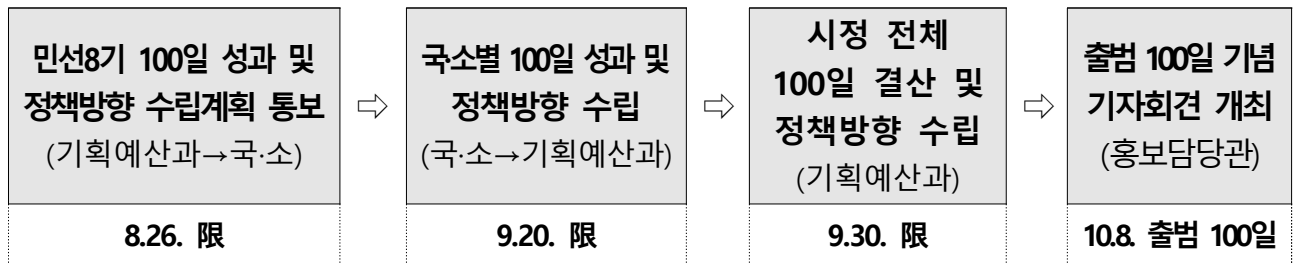 민선8기 100일 성과 및
정책방향 수립계획 통보
(기획예산과→국·소)
8.26. 限
⇨
국소별 100일 성과 및
정책방향 수립
(국·소→기획예산과)
9.20. 限
⇨
시정 전체
100일 결산 및
정책방향 수립
(기획예산과)
9.30. 限
⇨
출범 100일 기념
기자회견 개최
(홍보담당관)
10.8. 출범 100일